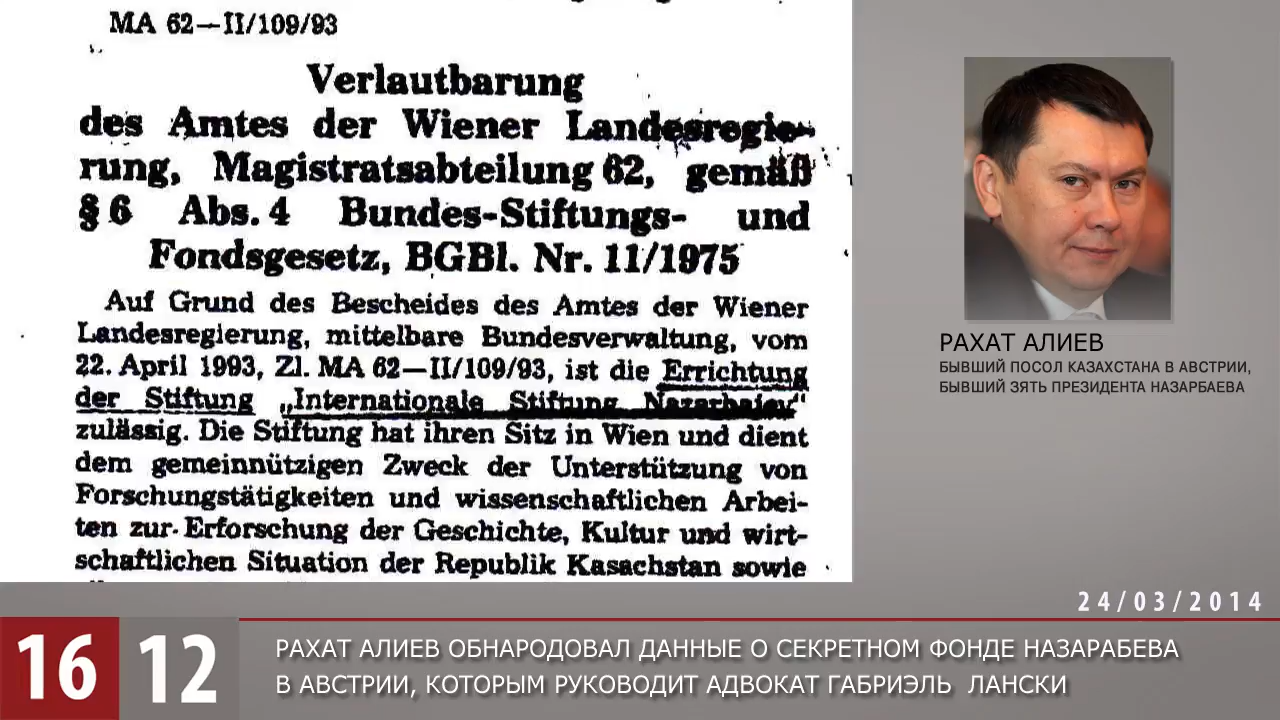 MA 62—II/109/93
Verlautbarung
des Amtes der Wiener Landesregie-
rung, Magistratsabteilung 62, gemäß
§ 6 Abs. 4 Bundes-Stiftungs- und
Fondsgesetz, BGBl. Nr. 11/1975
Auf Grund des Bescheides des Amtes der Wiener
Landesregierung, mittelbare Bundesverwaltung, vom
22. April 1993, Zl. MA 62—II/109/93, ist die Errichtung
der Stiftung „Internationale Stiftung Nazarbajev"
zulässig. Die Stiftung hat ihren Sitz in Wien und dient
dem gemeinnützigen Zweck der Unterstützung von
Forschungstätigkeiten und wissenschaftlichen Arbei-
ten zur Erforschung der Geschichte, Kultur und wirt-
schaftlichen Situation der Republik Kasachstan sowie
РАХАТ АЛИЕВ
БЫВШИЙ ПОСОЛ КАЗАХСТАНА В АВСТРИИ,
БЫВШИЙ ЗЯТЬ ПРЕЗИДЕНТА НАЗАРБАЕВА
24/03/2014
16 12
РАХАТ АЛИЕВ ОБНАРОДОВАЛ ДАННЫЕ О СЕКРЕТНОМ ФОНДЕ НАЗАРАБЕВА
В АВСТРИИ, КОТОРЫМ РУКОВОДИТ АДВОКАТ ГАБРИЭЛЬ ЛАНСКИ